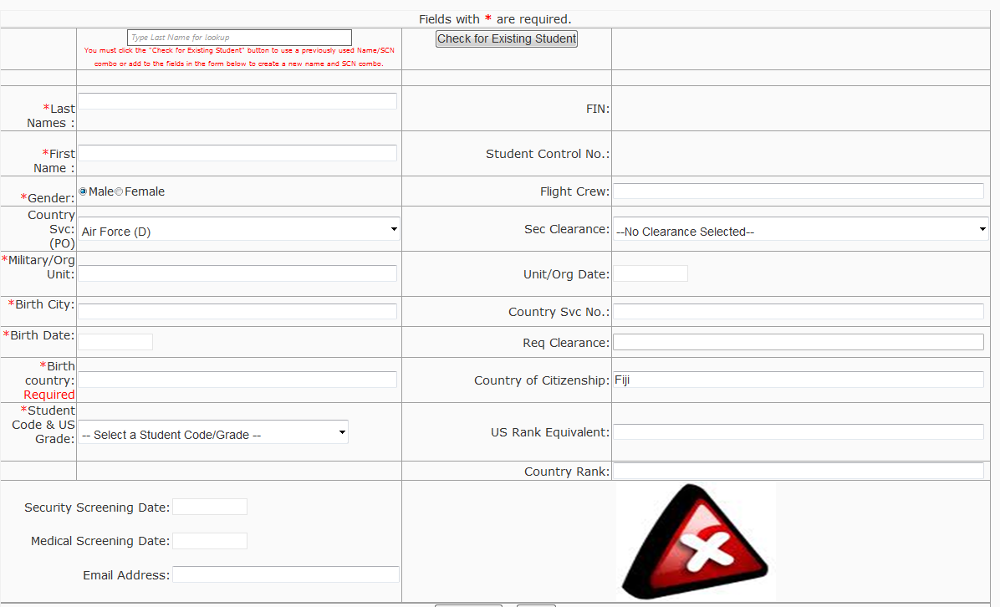 Fields with * are required.
Type Last Name for lookup
Check for Existing Student
You must click the "Check for Existing Student" button to use a previously used Name/SCN
combo or add to the fields in the form below to create a new name and SCN combo.
*Last
Names :
FIN:
*First
Name :
Student Control No.:
*Gender:
Male Female
Flight Crew:
Country
Svc:
(PO)
Air Force (D)
Sec Clearance:
--No Clearance Selected--
*Military/Org
Unit:
Unit/Org Date:
*Birth City:
Country Svc No.:
*Birth Date:
Req Clearance:
*Birth
country:
Required
Country of Citizenship:
Fiji
*Student
Code & US
Grade:
-- Select a Student Code/Grade --
US Rank Equivalent:
Country Rank:
Security Screening Date:
Medical Screening Date:
Email Address: